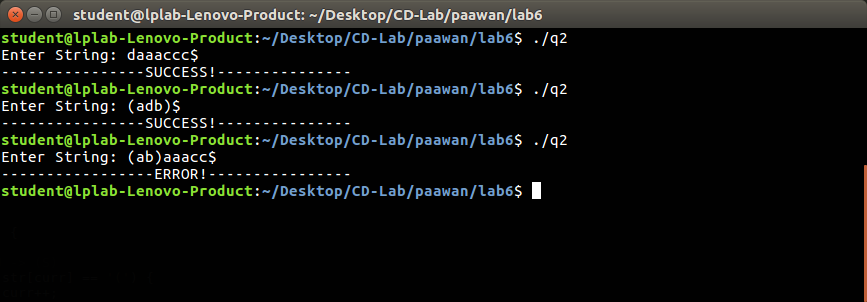 student@lplab-Lenovo-Product: ~/Desktop/CD-Lab/paawan/lab6
student@lplab-Lenovo-Product:~/Desktop/CD-Lab/paawan/lab6$ ./q2
Enter String: daaaccc$
----------------SUCCESS!---------------
student@lplab-Lenovo-Product:~/Desktop/CD-Lab/paawan/lab6$ ./q2
Enter String: (adb)$
----------------SUCCESS!---------------
student@lplab-Lenovo-Product:~/Desktop/CD-Lab/paawan/lab6$ ./q2
Enter String: (ab)aaacc$
-----------------ERROR!----------------
student@lplab-Lenovo-Product:~/Desktop/CD-Lab/paawan/lab6$